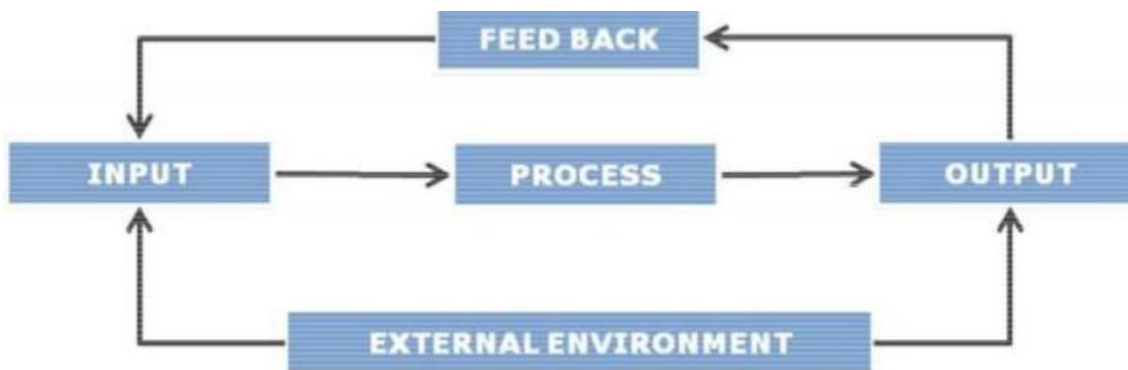 FEED BACK
INPUT
PROCESS
OUTPUT
EXTERNAL ENVIRONMENT